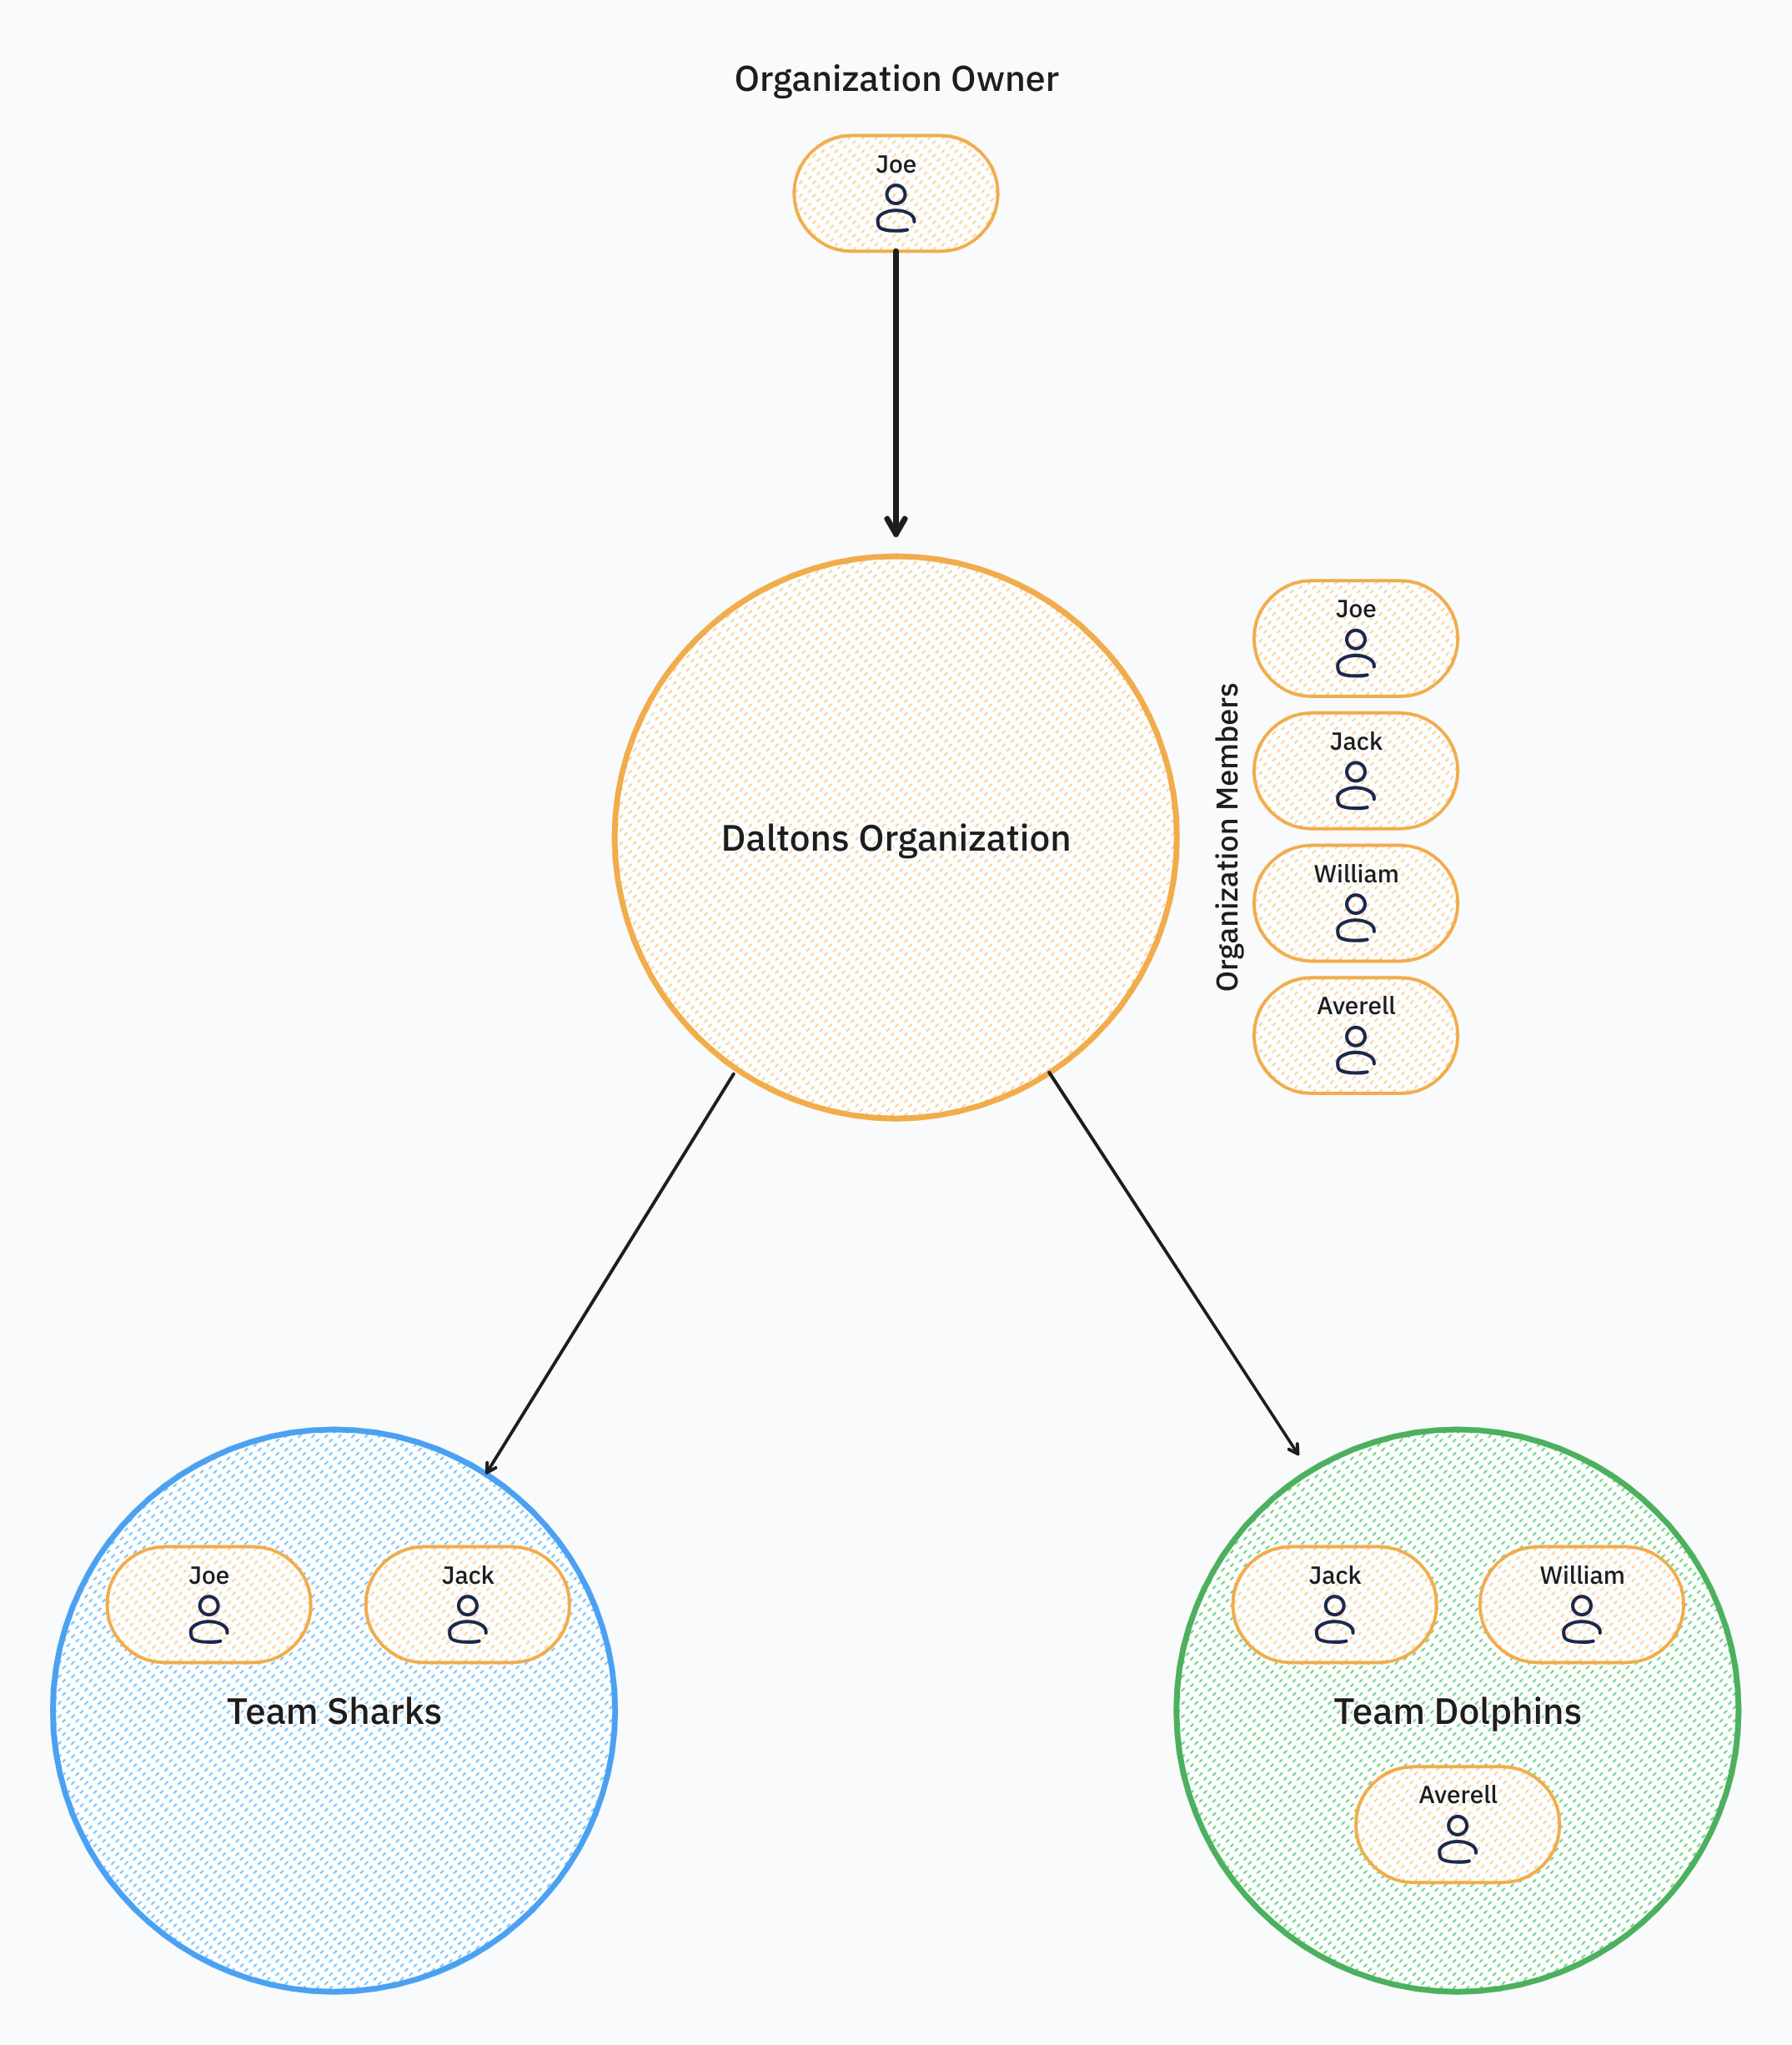 Organization Owner
Joe
Daltons Organization
Organization Members
Joe
Jack
William
Averell
Joe
Jack
Team Sharks
Jack
William
Team Dolphins
Averell